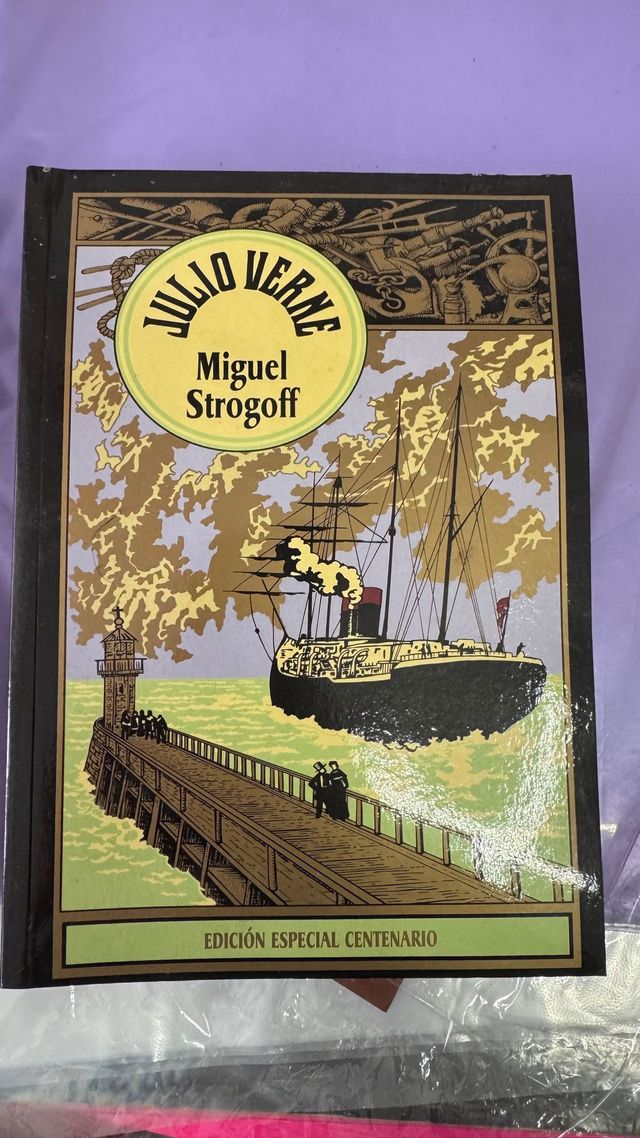 JULIO VERNE
Miguel
Strogoff
EDICIÓN ESPECIAL CENTENARIO